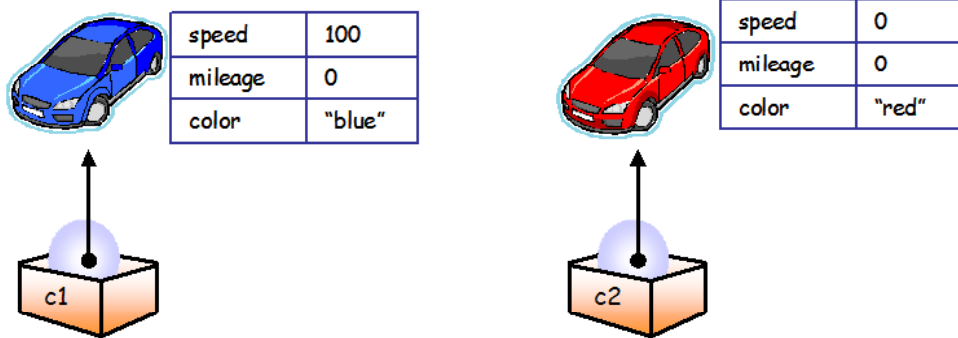 speed 100
mileage 0
color “blue”
c1
speed 0
mileage 0
color “red”
c2